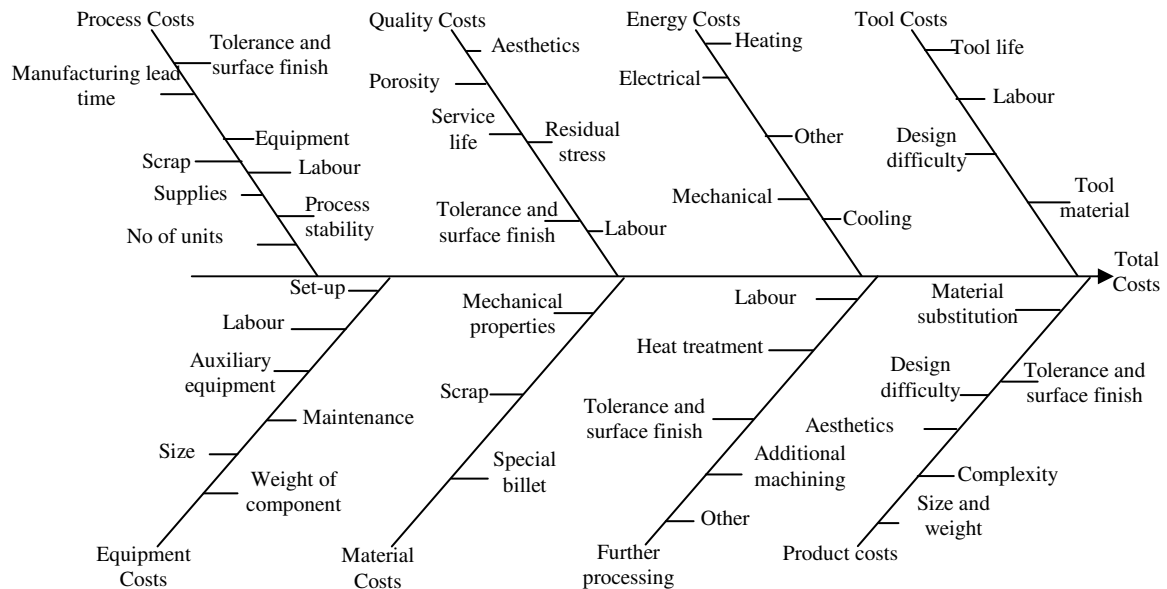 Process Costs
Tolerance and
surface finish
Manufacturing lead
time
Equipment
Scrap
Labour
Supplies
Process
stability
No of units
Quality Costs
Aesthetics
Porosity
Service
life
Residual
stress
Tolerance and
surface finish
Labour
Energy Costs
Heating
Electrical
Other
Mechanical
Cooling
Tool Costs
Tool life
Labour
Design
difficulty
Tool
material
Total
Costs
Set-up
Labour
Auxiliary
equipment
Maintenance
Size
Weight of
component
Equipment
Costs
Mechanical
properties
Scrap
Special
billet
Material
Costs
Labour
Heat treatment
Tolerance and
surface finish
Additional
machining
Other
Further
processing
Material
substitution
Design
difficulty
Tolerance and
surface finish
Aesthetics
Complexity
Size and
weight
Product costs